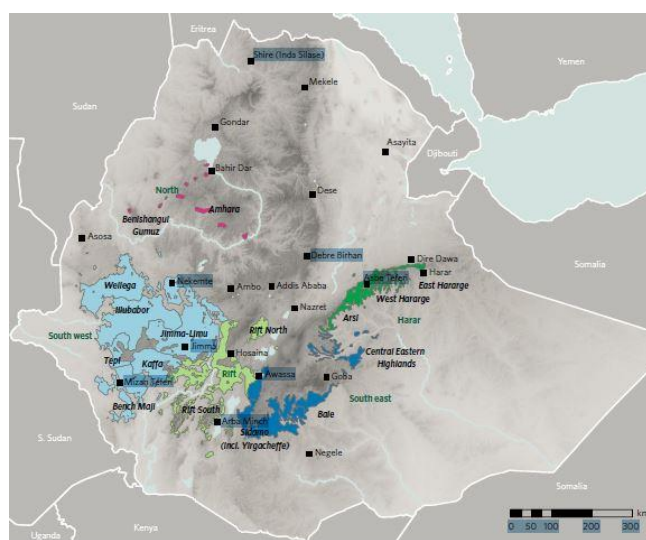 Eritrea
Shire (Inda Silase)
Yemen
Mekele
Sudan
Gondar
Asayita
Djibouti
Bahir Dar
North
Dese
Amhara
Benishangul
Gumuz
Asosa
Debre Birhan
Dire Dawa
Somalia
Harar
Asbe Teferi
East Hararge
Wellega
Nekemte
Ambo
Addis Ababa
West Hararge
Illubabor
Nazret
Arsi
Harar
South west
Jimma-Limu
Rift North
Jimma
Hosaina
Central Eastern
Highlands
Tepi
Kaffa
Rift
Awassa
Goba
Mizan Teferi
South east
Bench Maji
Rift South
Bale
Arba Minch
Sidamo
(Incl. Yirgacheffe)
S. Sudan
Negele
Somalia
km
0 50 100 200 300
Kenya
Uganda